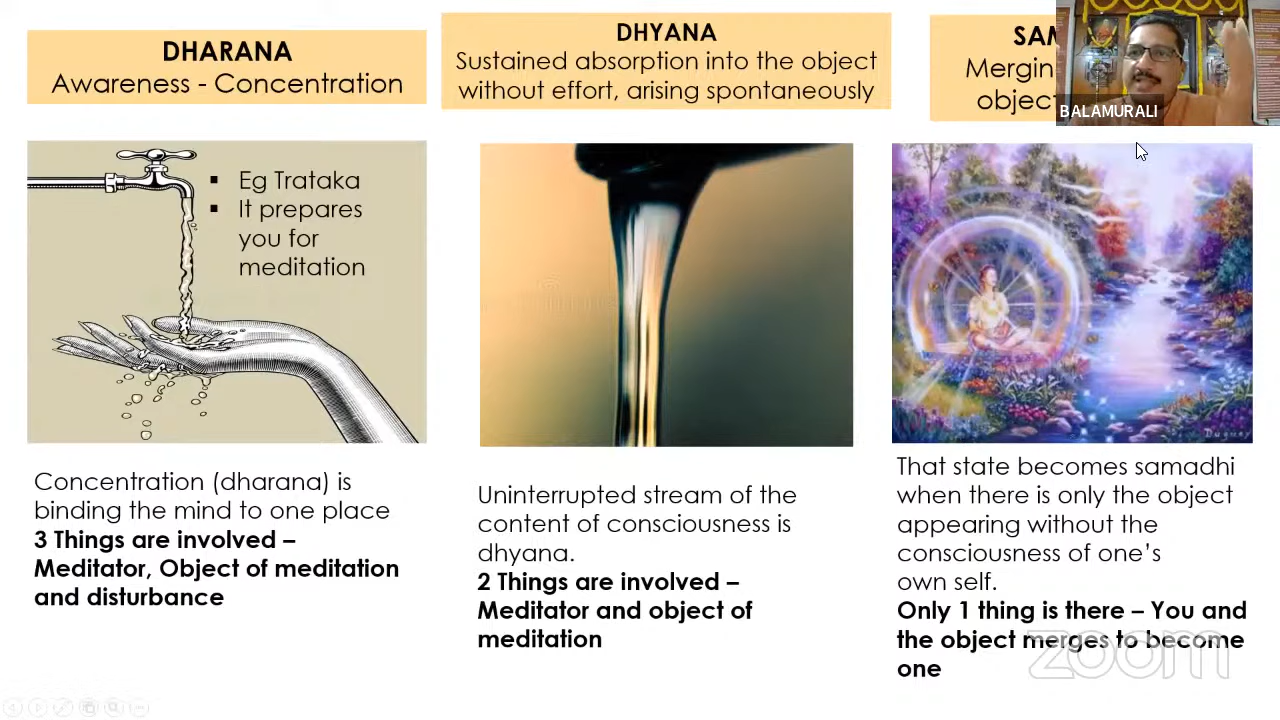 DHARANA
Awareness - Concentration
▪ Eg Trataka
▪ It prepares
you for
meditation
Concentration (dharana) is
binding the mind to one place
3 Things are involved –
Meditator, Object of meditation
and disturbance
DHYANA
Sustained absorption into the object
without effort, arising spontaneously
Uninterrupted stream of the
content of consciousness is
dhyana.
2 Things are involved –
Meditator and object of
meditation
BALAMURALI
That state becomes samadhi
when there is only the object
appearing without the
consciousness of one’s
own self.
Only 1 thing is there – You and
the object merges to become
one
zoom